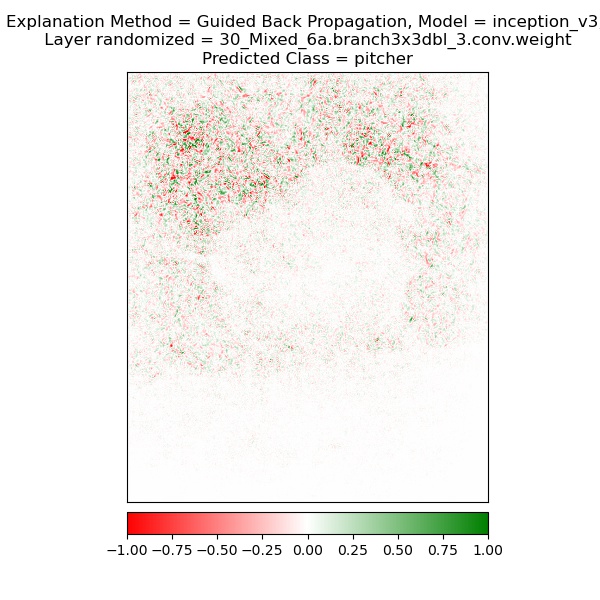 Explanation Method = Guided Back Propagation, Model = inception_v3
Layer randomized = 30_Mixed_6a.branch3x3dbl_3.conv.weight
Predicted Class = pitcher
−1.00 −0.75 −0.50 −0.25 0.00 0.25 0.50 0.75 1.00